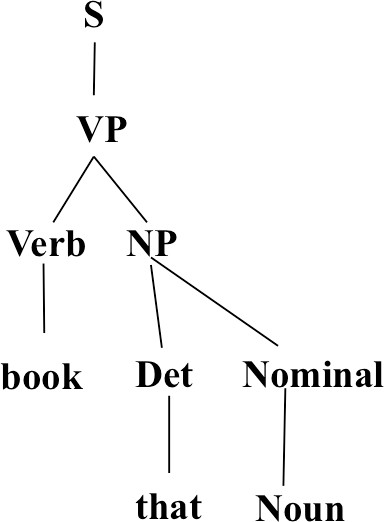 S
VP
Verb NP
book Det Nominal
that Noun